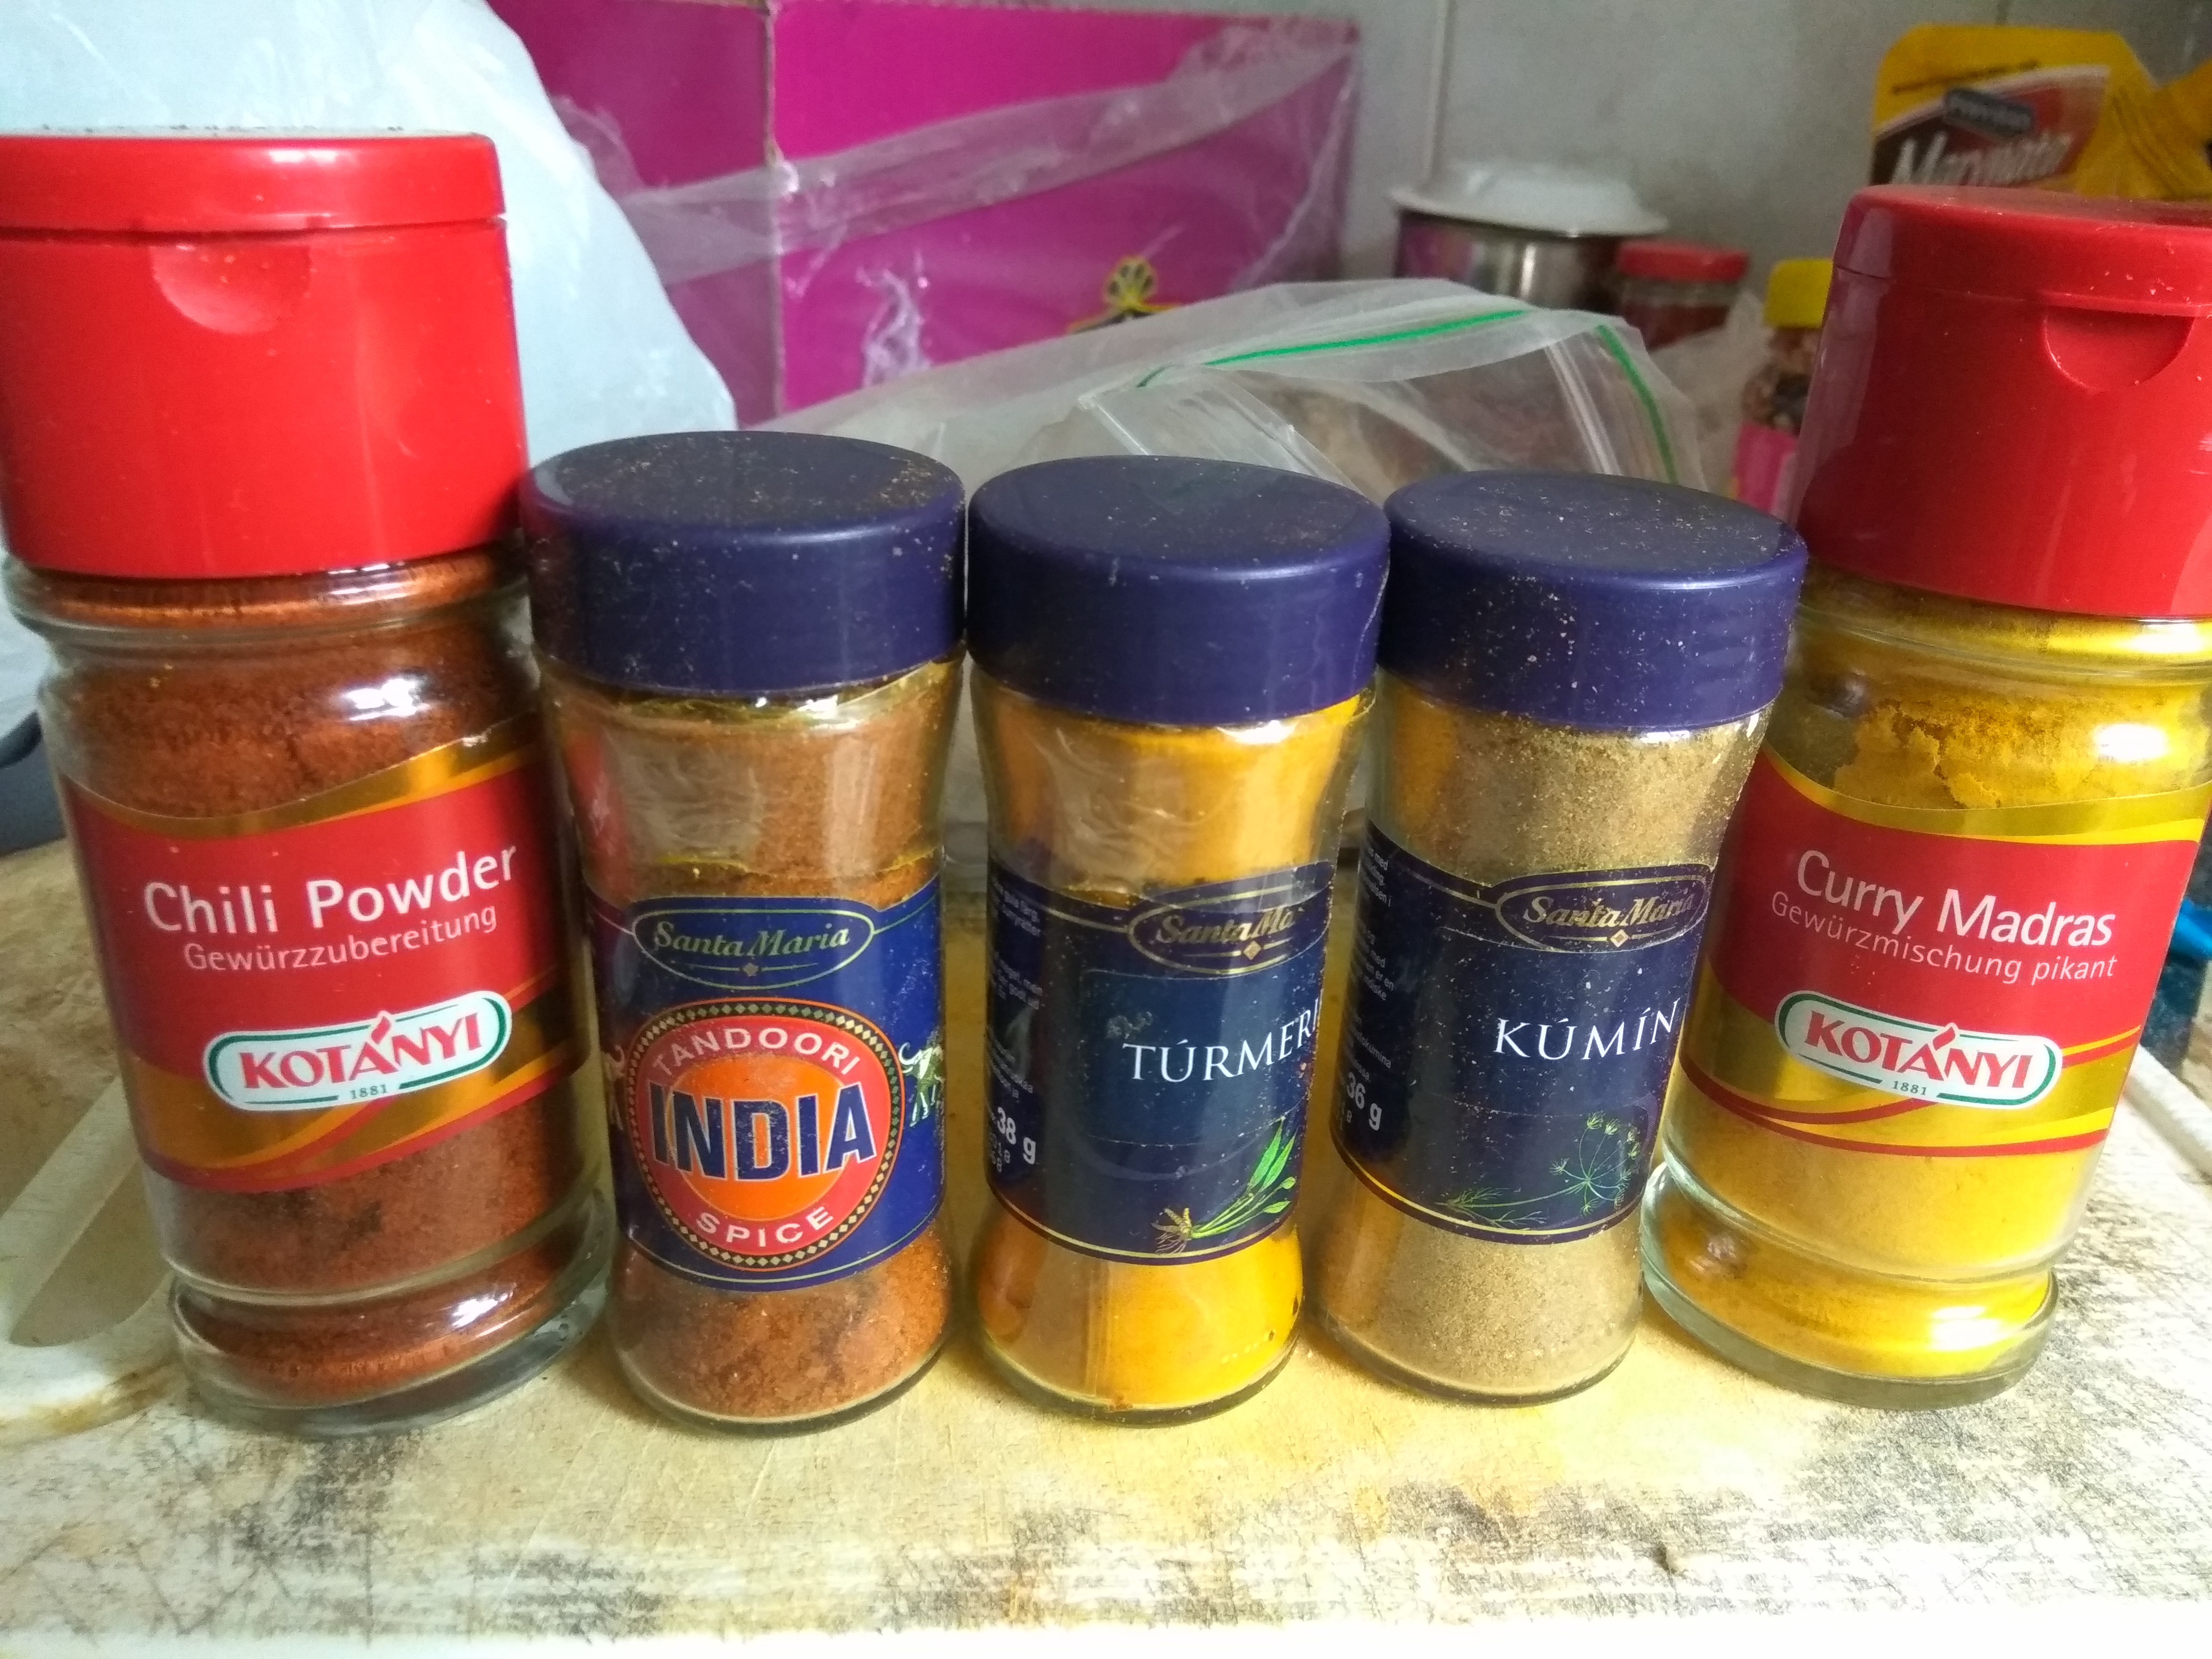 Chili Powder
Gewürzzubereitung
KOTÁNYI
1881
Santa Maria
TANDOORI
INDIA
SPICE
Santa Ma
TÚRMERI
38 g
Santa Maria
KÚMÍN
36 g
Curry Madras
Gewürzmischung pikant
KOTÁNYI
1881